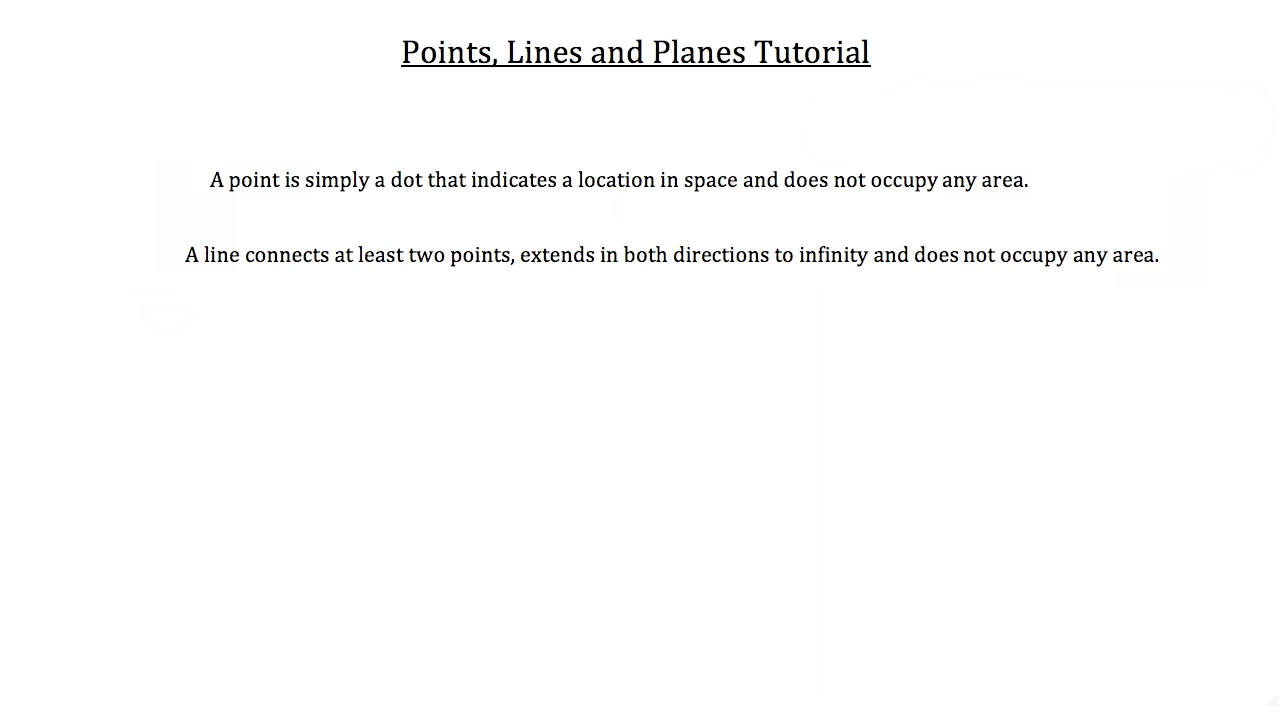 Points, Lines and Planes Tutorial
A point is simply a dot that indicates a location in space and does not occupy any area.
A line connects at least two points, extends in both directions to infinity and does not occupy any area.